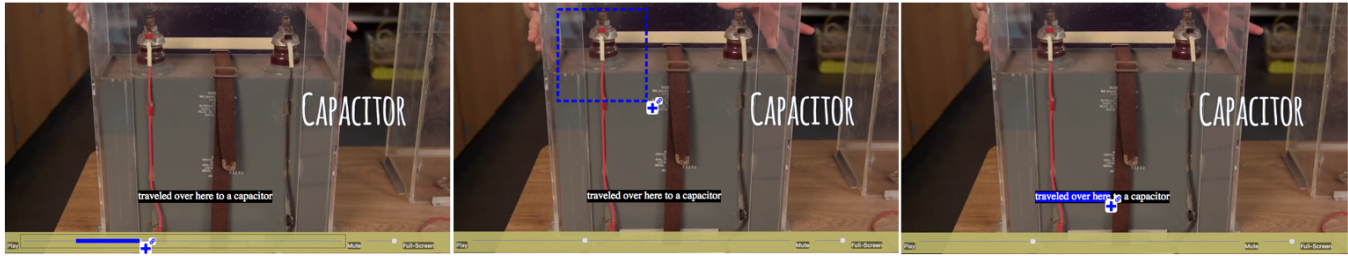 CAPACITOR
traveled over here to a capacitor
Play
Mute
Full-Screen
CAPACITOR
traveled over here to a capacitor
Play
Mute
Full-Screen
CAPACITOR
traveled over here to a capacitor
Play
Mute
Full-Screen